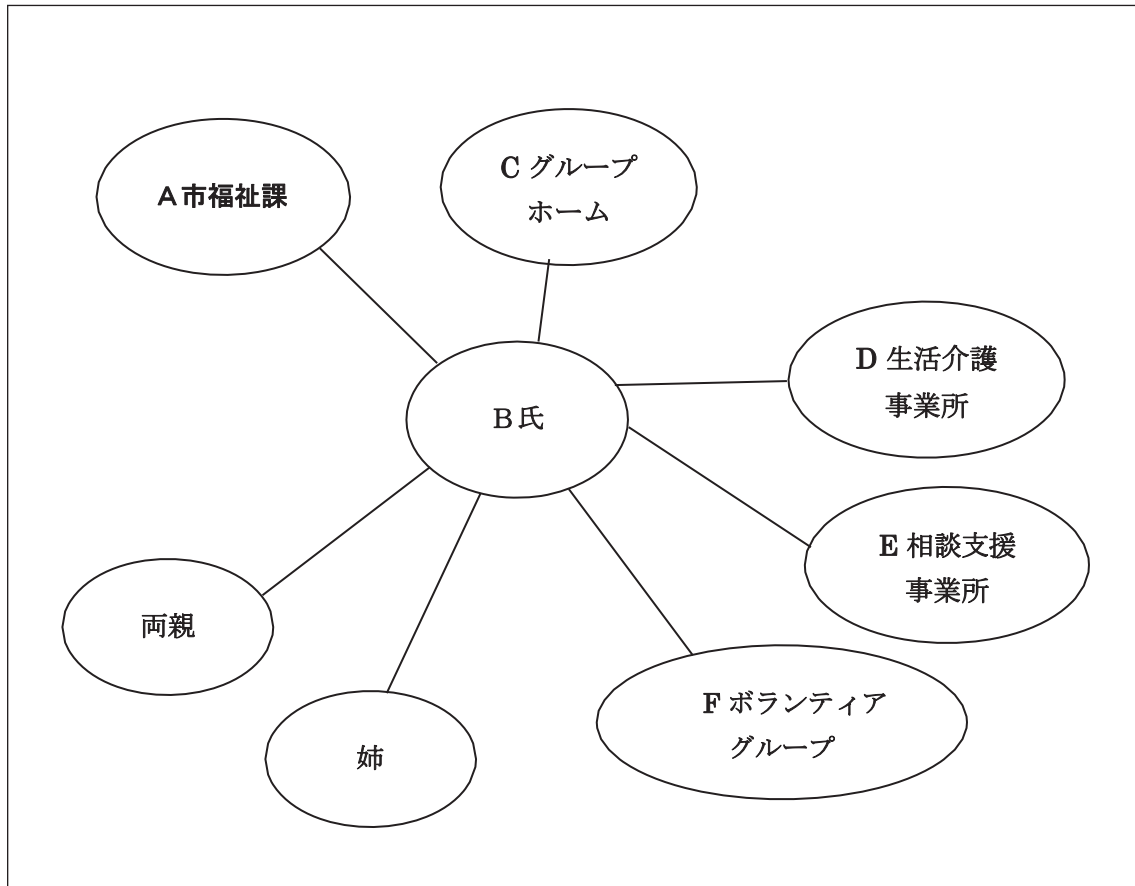 A市福祉課
C グループ
ホーム
D 生活介護
事業所
B氏
E 相談支援
事業所
両親
F ボランティア
グループ
姉